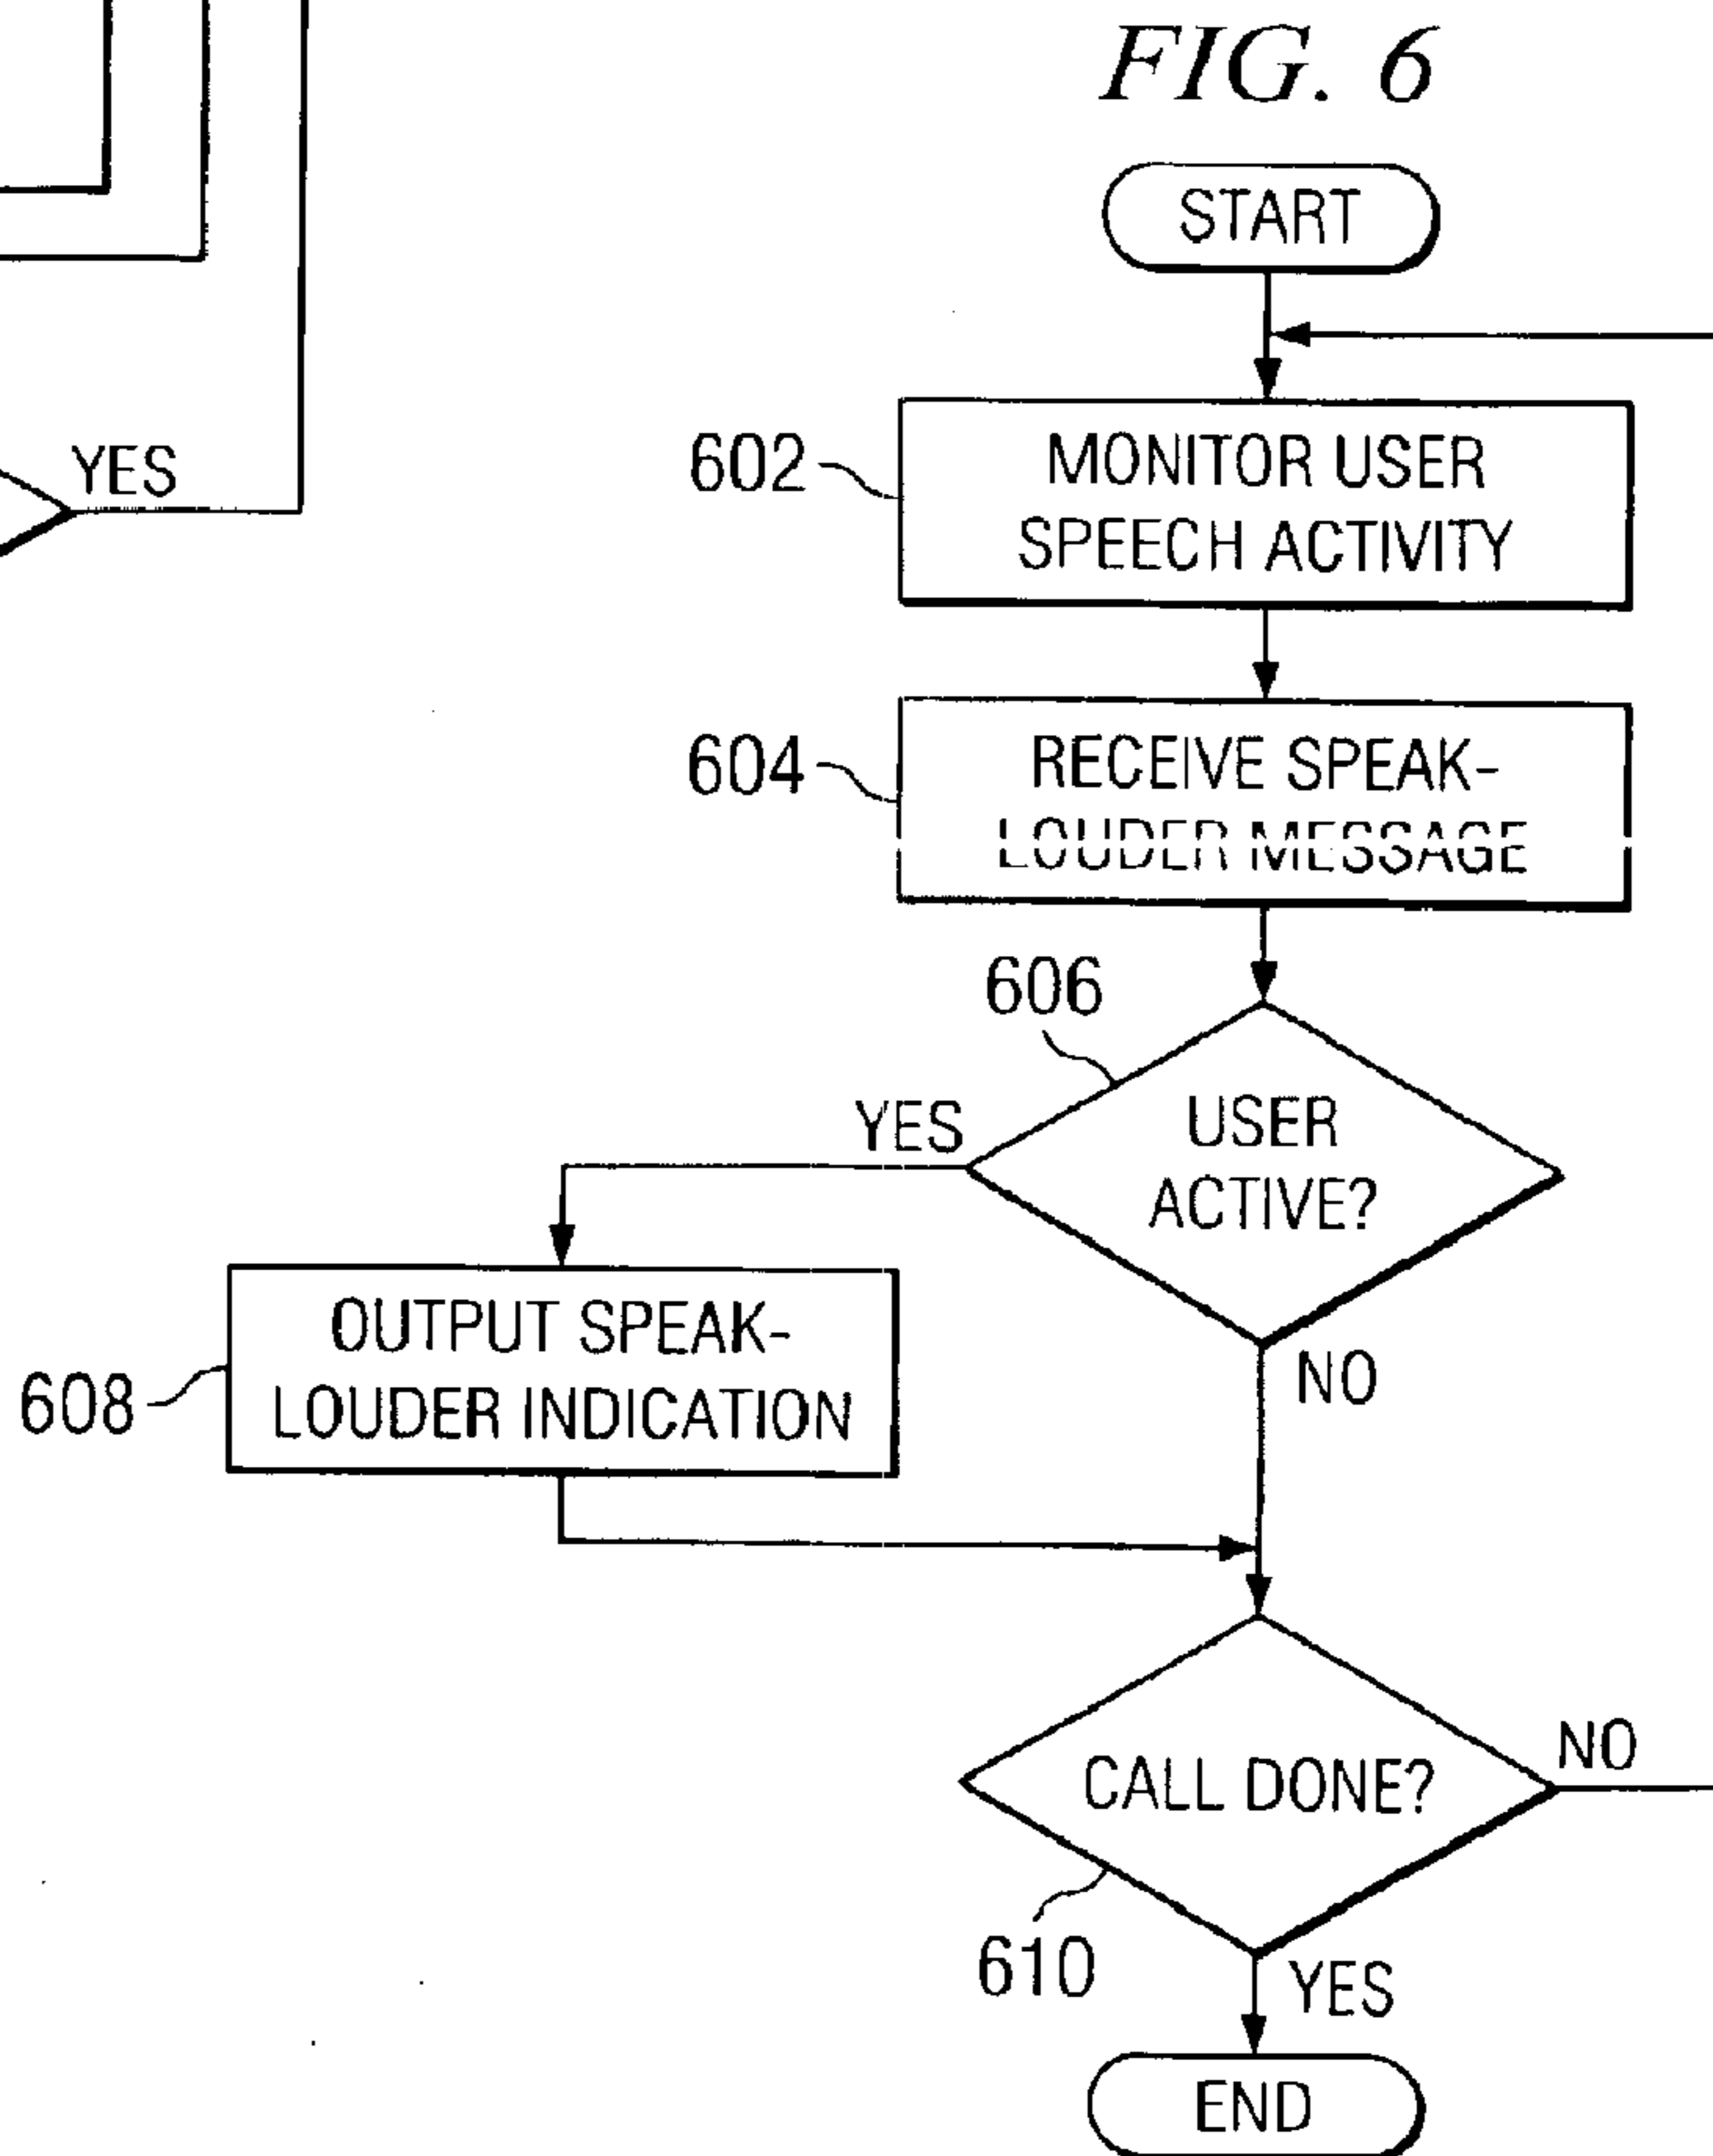 FIG. 6
START
YES
602
MONITOR USER
SPEECH ACTIVITY
604
RECEIVE SPEAK-
LOUDER MESSAGE
606
YES
USER
ACTIVE?
NO
608
OUTPUT SPEAK-
LOUDER INDICATION
CALL DONE?
NO
610
YES
END